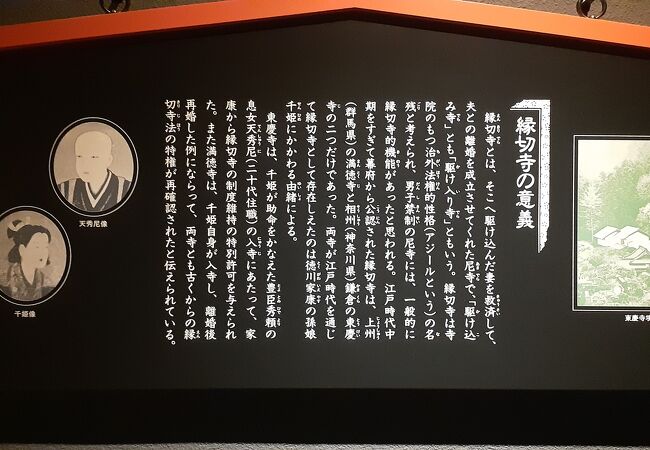 縁切寺の意義
縁切寺とは、そこへ駆け込んだ妻を救済して、
夫との離婚を成立させてくれた尼寺で、「駆け込
み寺」とも「駆け入り寺」ともいう。縁切寺は寺
院のもつ治外法権的性格(アジールという)の名
残と考えられ、男子禁制の尼寺には、一般的に
縁切寺的機能があったと思われる。江戸時代中
期をすぎて幕府から公認された縁切寺は、上州
(群馬県)の満徳寺と相州(神奈川県)鎌倉の東慶
寺の二つだけであった。両寺が江戸時代を通じ
て縁切寺として存在しえたのは徳川家康の孫娘
千姫にかかわる由緒による。
東慶寺は、千姫が助命をかなえた豊臣秀頼の
息女天秀尼(二十代住職)の入寺にあたって、家
康から縁切寺の制度維持の特別許可を与えられ
た。また満徳寺は、千姫自身が入寺し、離婚後
再婚した例にならって、両寺とも古くからの縁
切寺法の特権が再確認されたと伝えられている。
天秀尼像
千姫像
東慶寺